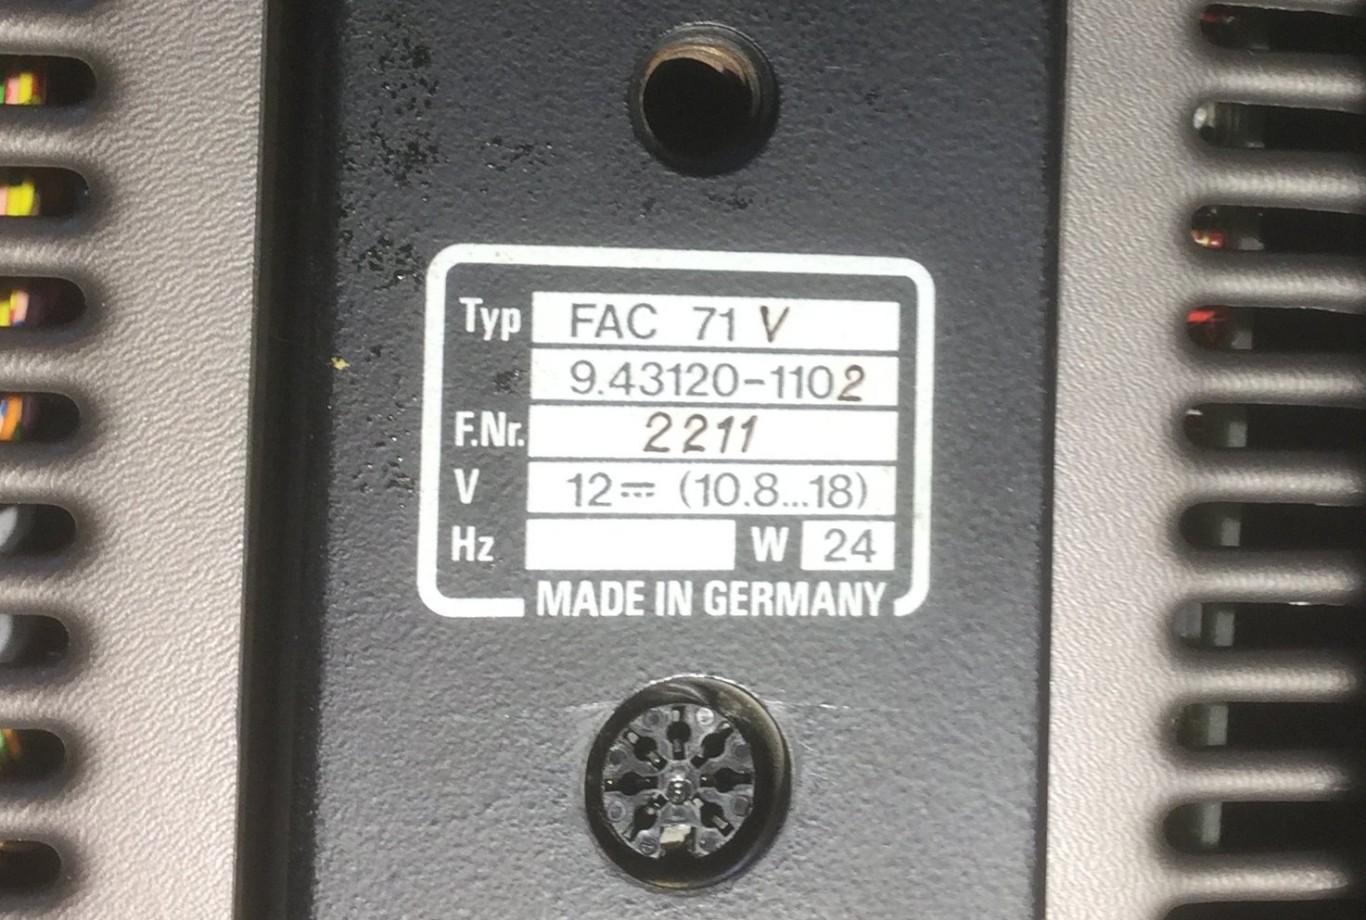 Typ FAC 71 V
9.43120-1102
F.Nr. 2211
V 12⎓ (10.8...18)
Hz W 24
MADE IN GERMANY